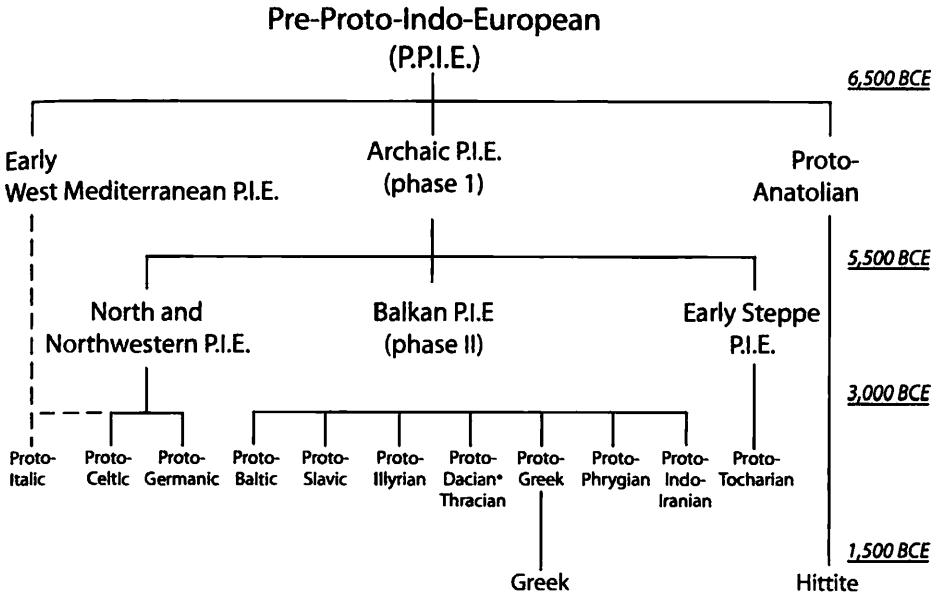 Pre-Proto-Indo-European
(P.P.I.E.)
6,500 BCE
Early
West Mediterranean P.I.E.
Archaic P.I.E.
(phase 1)
Proto-
Anatolian
5,500 BCE
North and
Northwestern P.I.E.
Balkan P.I.E
(phase II)
Early Steppe
P.I.E.
3,000 BCE
Proto-
Italic
Proto-
Celtic
Proto-
Germanic
Proto-
Baltic
Proto-
Slavic
Proto-
Illyrian
Proto-
Dacian•
Thracian
Proto-
Greek
Proto-
Phrygian
Proto-
Indo-
Iranian
Proto-
Tocharian
1,500 BCE
Greek
Hittite